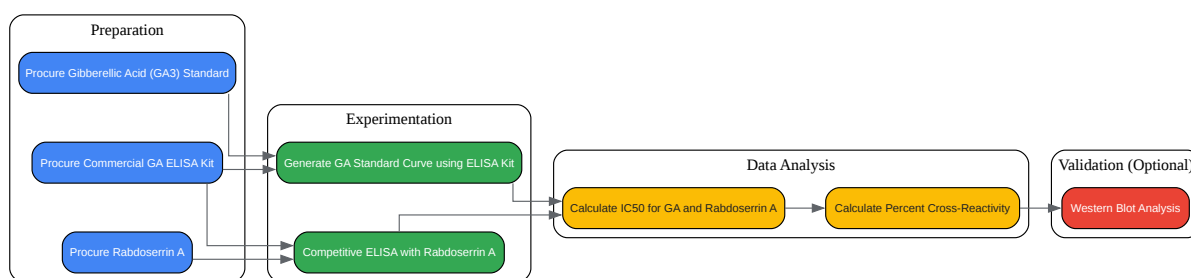 Preparation
Procure Gibberellic Acid (GA3) Standard
Procure Commercial GA ELISA Kit
Procure Rabdoserrin A
Experimentation
Generate GA Standard Curve using ELISA Kit
Competitive ELISA with Rabdoserrin A
Data Analysis
Calculate IC50 for GA and Rabdoserrin A
Calculate Percent Cross-Reactivity
Validation (Optional)
Western Blot Analysis